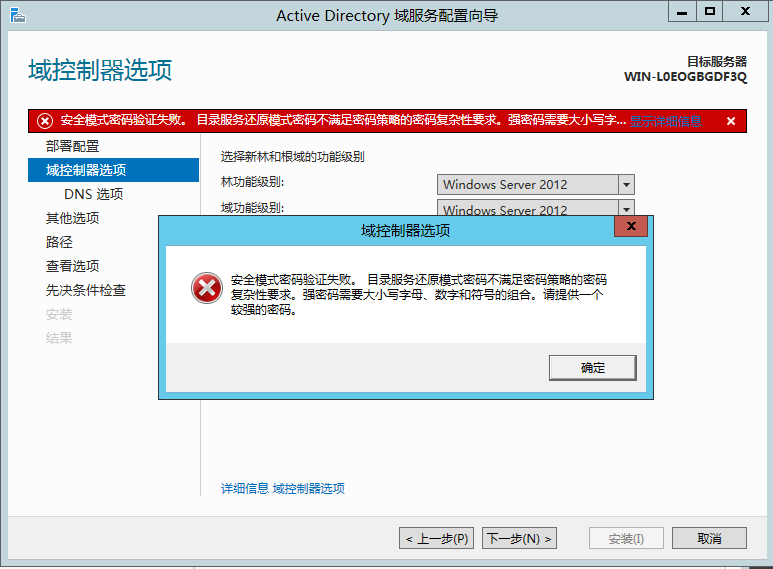 Active Directory 域服务配置向导
域控制器选项
目标服务器
WIN-L0EOGBGDF3Q
安全模式密码验证失败。 目录服务还原模式密码不满足密码策略的密码复杂性要求。强密码需要大小写字... 显示详细信息
部署配置
域控制器选项
DNS 选项
其他选项
路径
查看选项
先决条件检查
安装
结果
选择新林和根域的功能级别
林功能级别:
Windows Server 2012
域功能级别:
Windows Server 2012
域控制器选项
安全模式密码验证失败。 目录服务还原模式密码不满足密码策略的密码
复杂性要求。强密码需要大小写字母、数字和符号的组合。请提供一个
较强的密码。
确定
详细信息 域控制器选项
< 上一步(P)
下一步(N) >
安装(I)
取消